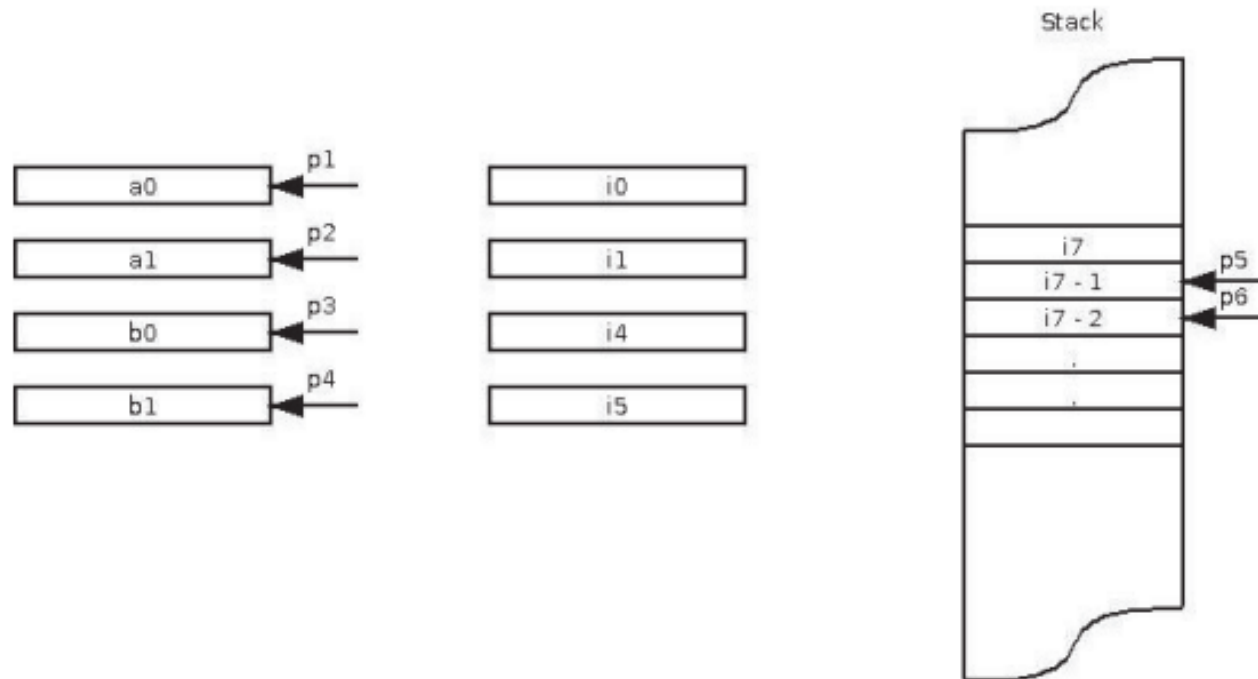 Stack
p1
a0
i0
p2
a1
i1
i7
p5
i7 - 1
p3
b0
i4
p6
i7 - 2
.
p4
b1
i5
.